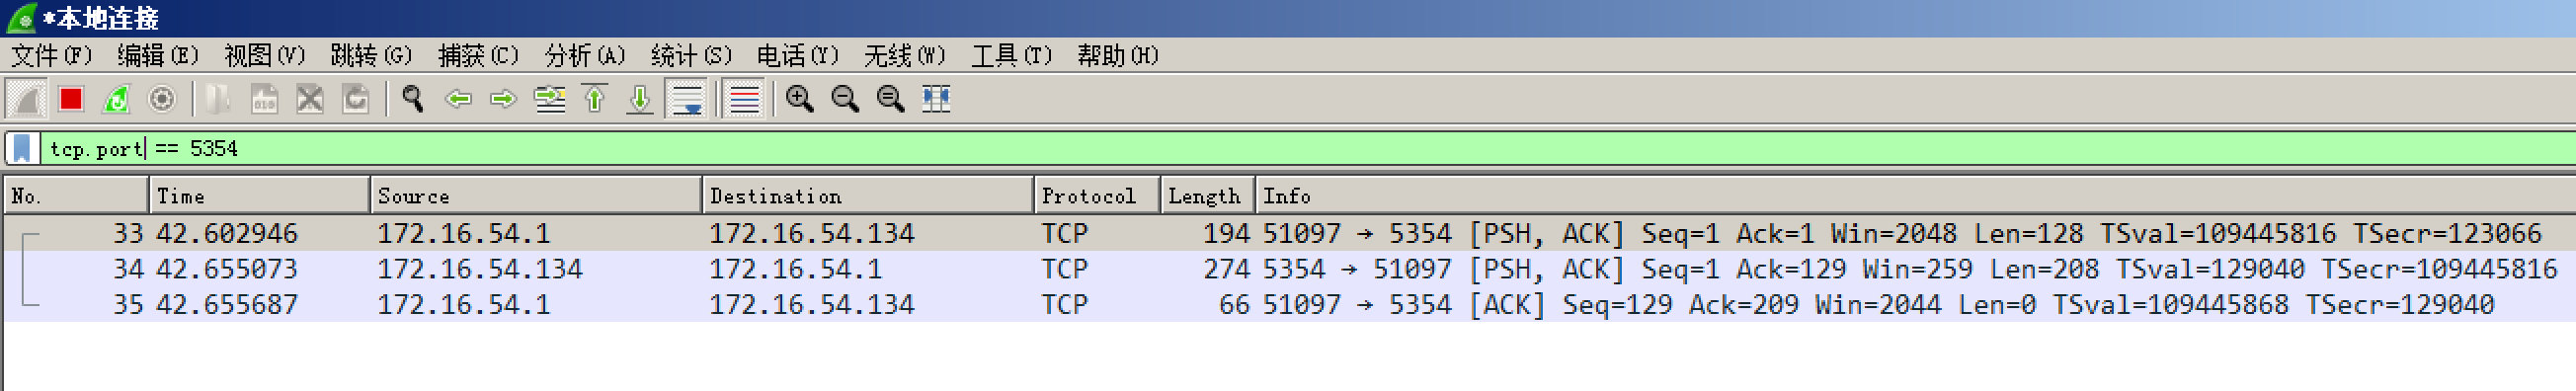 *本地连接
文件(F) 编辑(E) 视图(V) 跳转(G) 捕获(C) 分析(A) 统计(S) 电话(Y) 无线(W) 工具(T) 帮助(H)
tcp.port == 5354
No. Time Source Destination Protocol Length Info
33 42.602946 172.16.54.1 172.16.54.134 TCP 194 51097 → 5354 [PSH, ACK] Seq=1 Ack=1 Win=2048 Len=128 TSval=109445816 TSecr=123066
34 42.655073 172.16.54.134 172.16.54.1 TCP 274 5354 → 51097 [PSH, ACK] Seq=1 Ack=129 Win=259 Len=208 TSval=129040 TSecr=109445816
35 42.655687 172.16.54.1 172.16.54.134 TCP 66 51097 → 5354 [ACK] Seq=129 Ack=209 Win=2044 Len=0 TSval=109445868 TSecr=129040